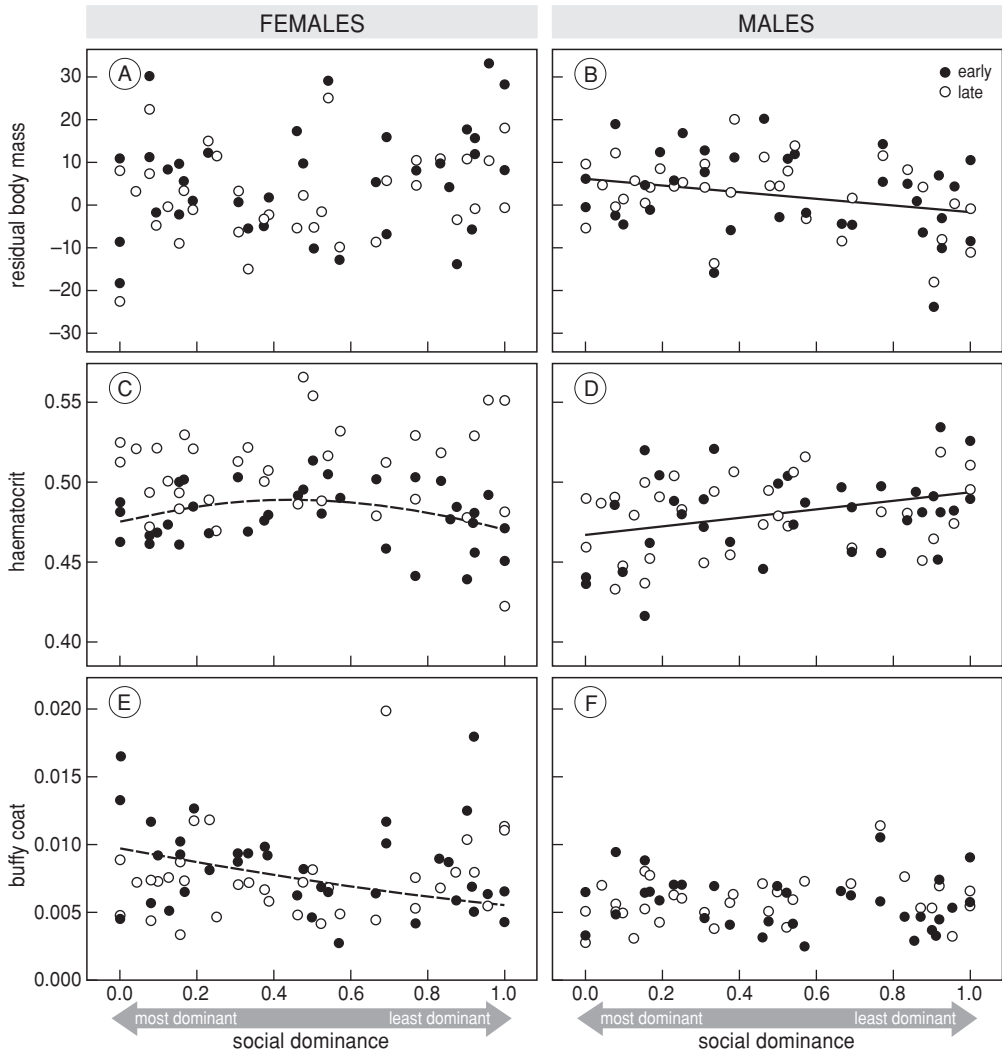 FEMALES
MALES
A
B
early
late
residual body mass
30
20
10
0
–10
–20
–30
C
D
haematocrit
0.55
0.50
0.45
0.40
E
F
buffy coat
0.020
0.015
0.010
0.005
0.000
0.0 0.2 0.4 0.6 0.8 1.0
0.0 0.2 0.4 0.6 0.8 1.0
most dominant least dominant
most dominant least dominant
social dominance
social dominance